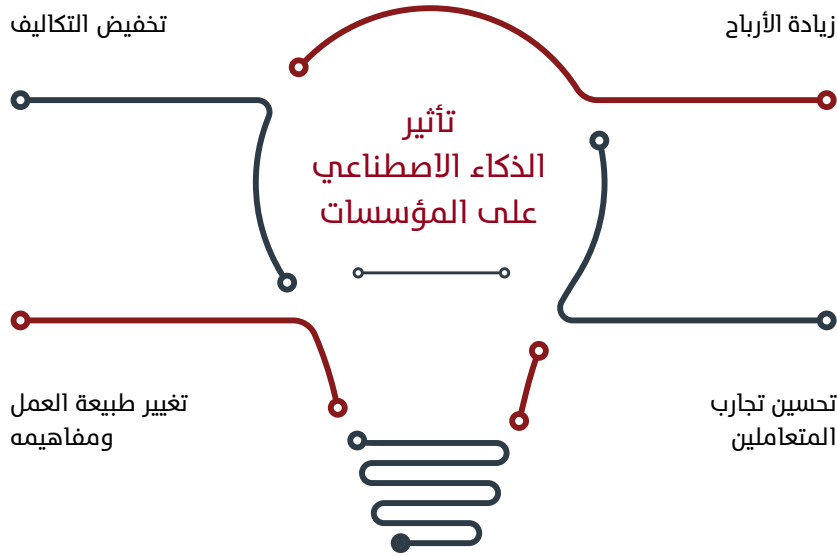 زيادة الأرباح
تخفيض التكاليف
تأثير
الذكاء الاصطناعي
على المؤسسات
تحسين تجارب
المتعاملين
تغيير طبيعة العمل
ومفاهيمه